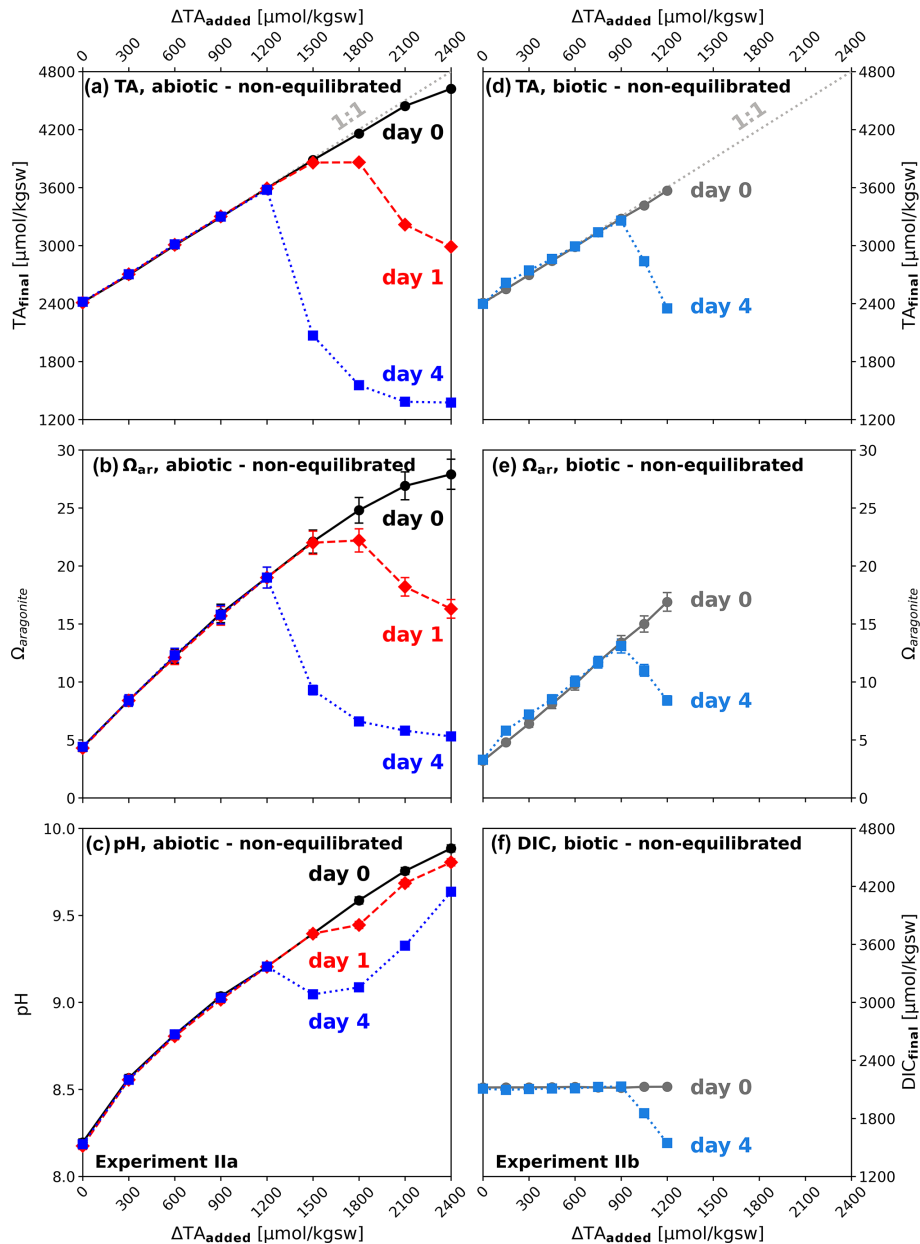 ΔTAadded [μmol/kgsw]
ΔTAadded [μmol/kgsw]
0 300 600 900 1200 1500 1800 2100 2400
0 300 600 900 1200 1500 1800 2100 2400
(a) TA, abiotic - non-equilibrated
1:1
day 0
day 1
day 4
4800
4200
3600
3000
2400
1800
1200
TAfinal [μmol/kgsw]
(d) TA, biotic - non-equilibrated
1:1
day 0
day 4
4800
4200
3600
3000
2400
1800
1200
TAfinal [μmol/kgsw]
(b) Ωar, abiotic - non-equilibrated
day 0
day 1
day 4
30
25
20
15
10
5
0
Ωaragonite
(e) Ωar, biotic - non-equilibrated
day 0
day 4
30
25
20
15
10
5
0
Ωaragonite
(c) pH, abiotic - non-equilibrated
day 0
day 1
day 4
Experiment IIa
10.0
9.5
9.0
8.5
8.0
pH
(f) DIC, biotic - non-equilibrated
day 0
day 4
Experiment IIb
4800
4200
3600
3000
2400
1800
1200
DICfinal [μmol/kgsw]
0 300 600 900 1200 1500 1800 2100 2400
0 300 600 900 1200 1500 1800 2100 2400
ΔTAadded [μmol/kgsw]
ΔTAadded [μmol/kgsw]